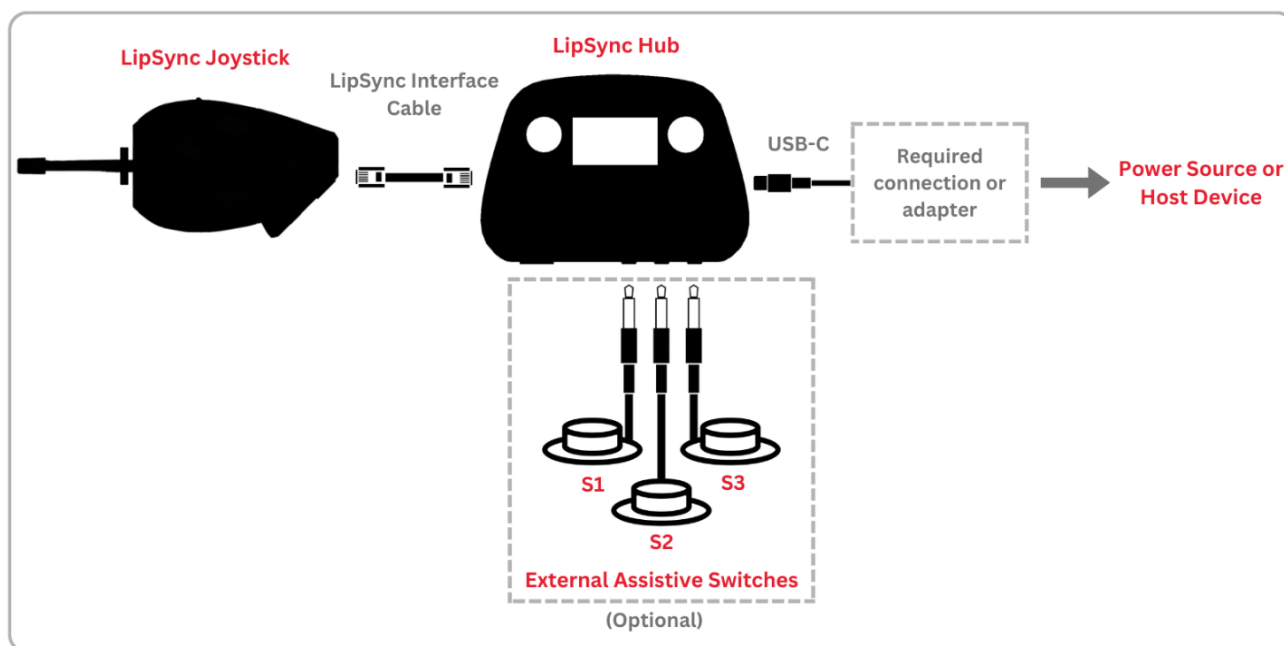 LipSync Joystick
LipSync Interface
Cable
LipSync Hub
USB-C
Required
connection or
adapter
Power Source or
Host Device
S1
S3
S2
External Assistive Switches
(Optional)